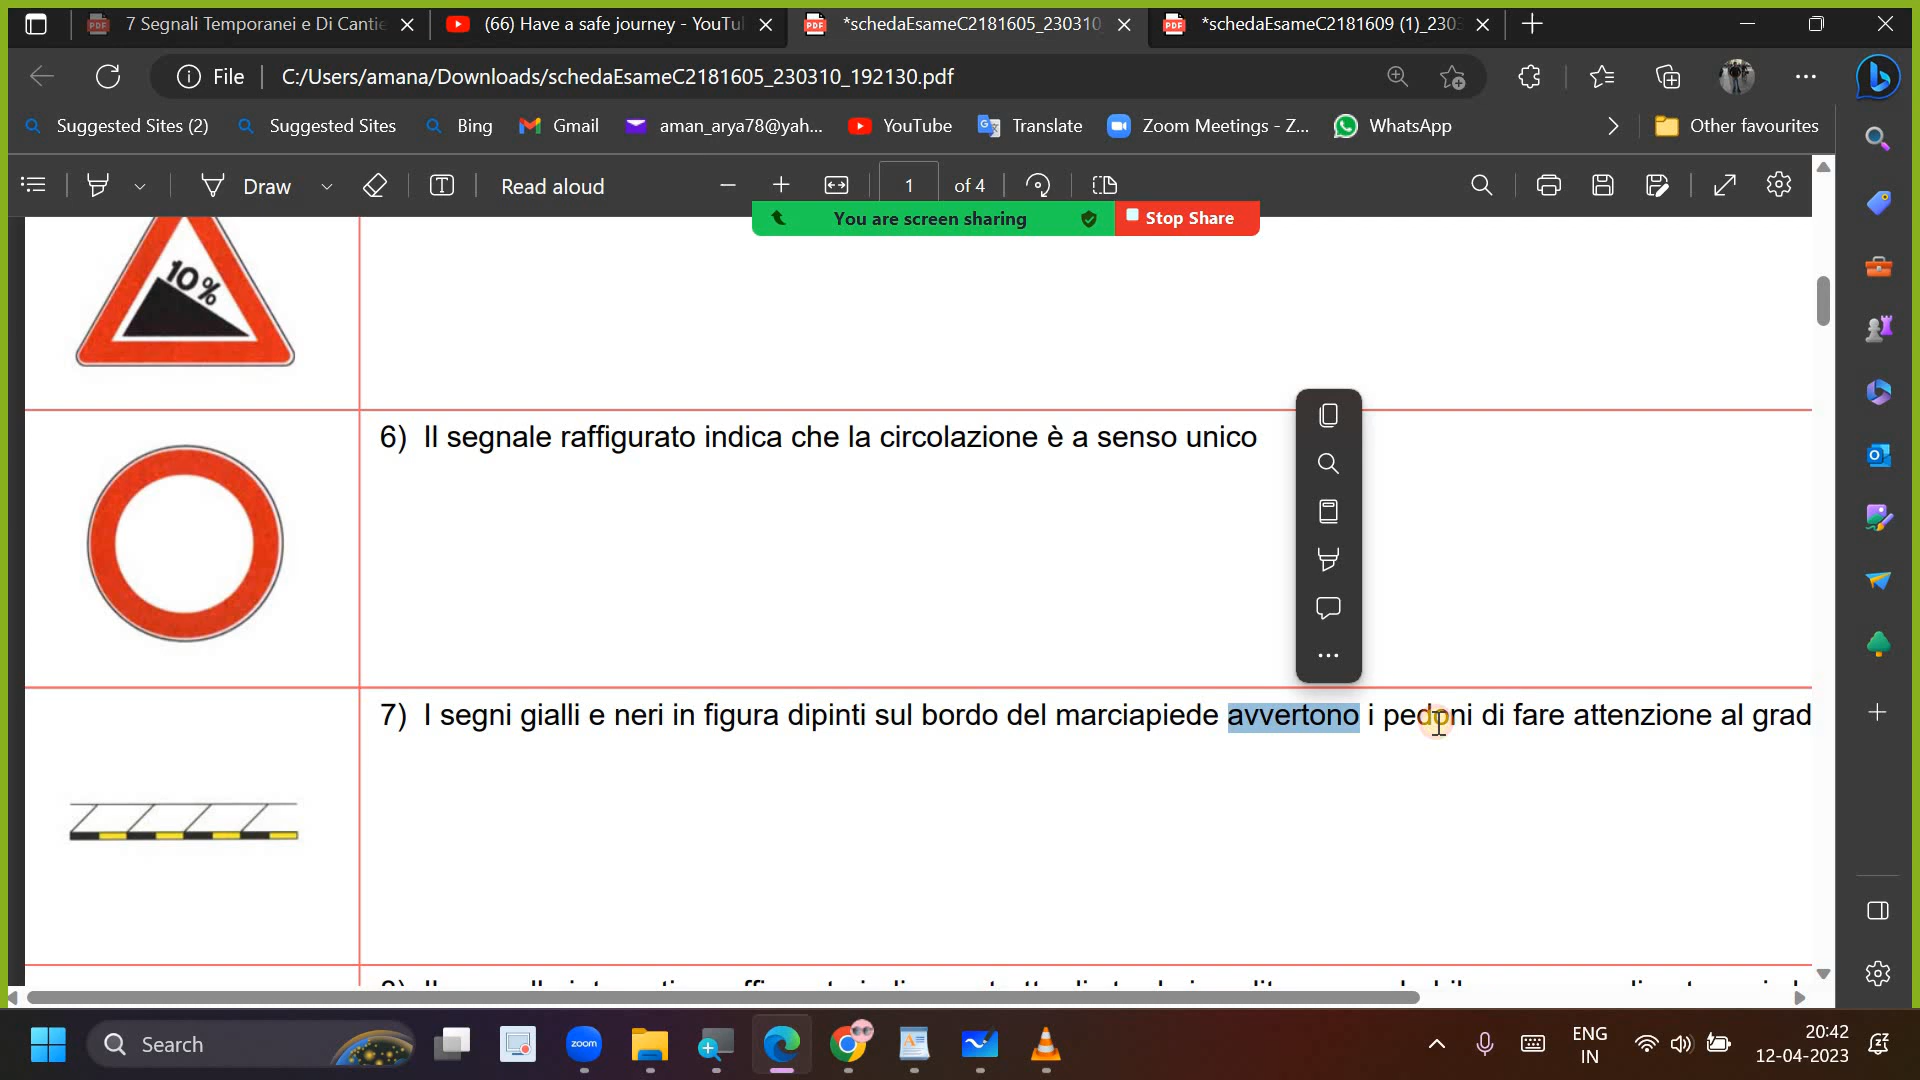 7 Segnali Temporanei e Di Cantie
(66) Have a safe journey - YouTu
*schedaEsameC2181605_230310
*schedaEsameC2181609 (1)_230
File
C:/Users/amana/Downloads/schedaEsameC2181605_230310_192130.pdf
Suggested Sites (2)
Suggested Sites
Bing
Gmail
aman_arya78@yah...
YouTube
Translate
Zoom Meetings - Z...
WhatsApp
Other favourites
Draw
Read aloud
1
of 4
You are screen sharing
Stop Share
10%
6) Il segnale raffigurato indica che la circolazione è a senso unico
7) I segni gialli e neri in figura dipinti sul bordo del marciapiede avvertono i pedoni di fare attenzione al grad
Search
zoom
ENG
IN
20:42
12-04-2023